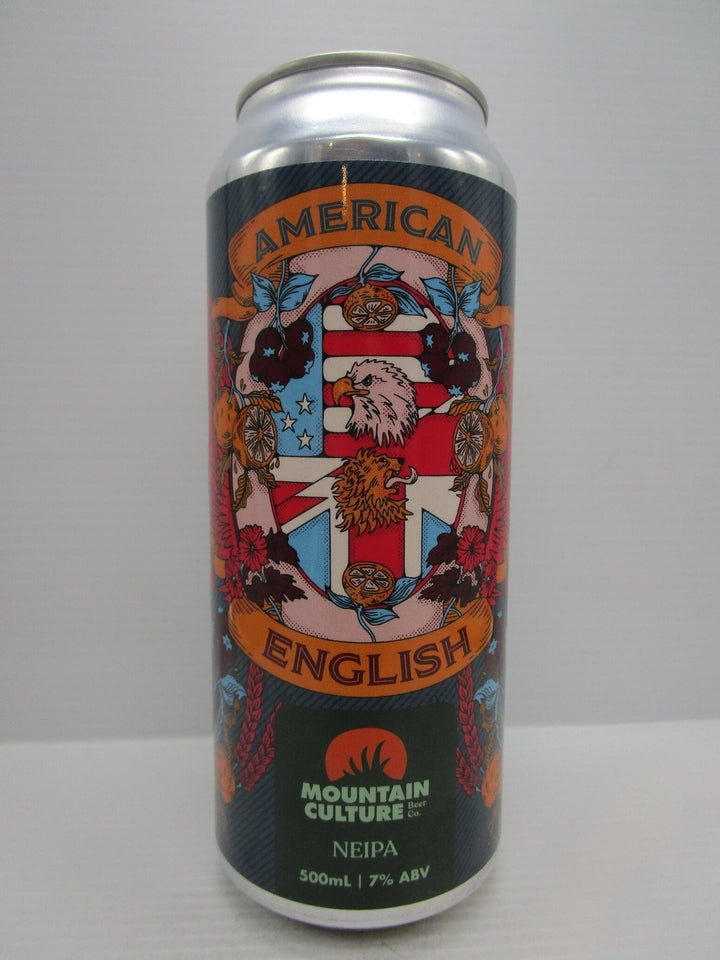 AMERICAN
ENGLISH
MOUNTAIN
CULTURE Beer Co.
NEIPA
500mL | 7% ABV